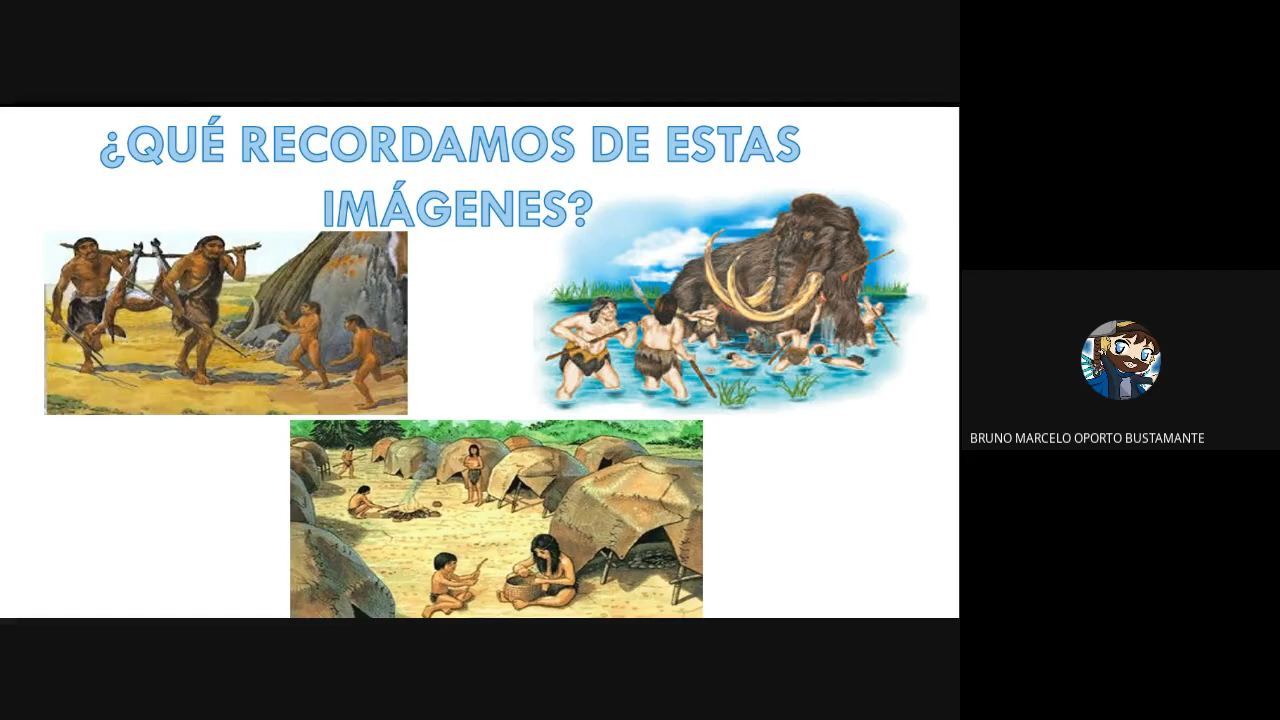 ¿QUÉ RECORDAMOS DE ESTAS
IMÁGENES?
BRUNO MARCELO OPORTO BUSTAMANTE